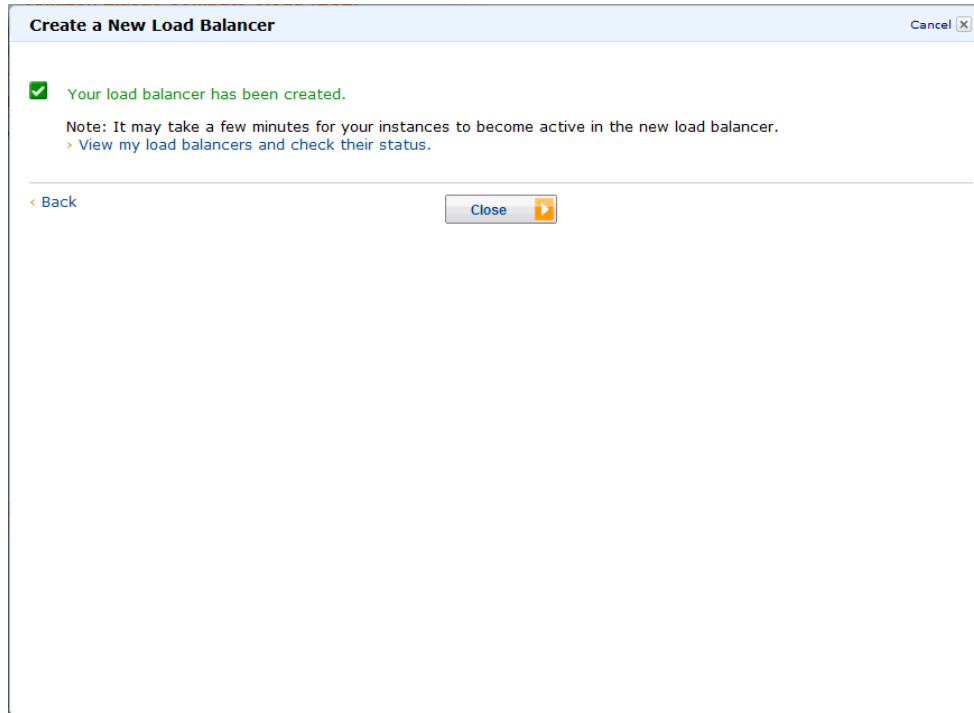 Create a New Load Balancer
Cancel
Your load balancer has been created.
Note: It may take a few minutes for your instances to become active in the new load balancer.
› View my load balancers and check their status.
‹ Back
Close